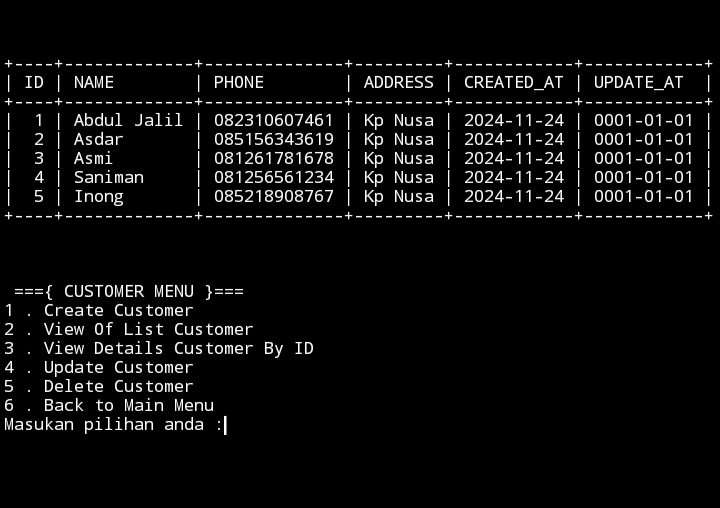 +----+-------------+--------------+---------+------------+------------+
| ID | NAME        | PHONE        | ADDRESS | CREATED_AT | UPDATE_AT  |
+----+-------------+--------------+---------+------------+------------+
|  1 | Abdul Jalil | 082310607461 | Kp Nusa | 2024-11-24 | 0001-01-01 |
|  2 | Asdar       | 085156343619 | Kp Nusa | 2024-11-24 | 0001-01-01 |
|  3 | Asmi        | 081261781678 | Kp Nusa | 2024-11-24 | 0001-01-01 |
|  4 | Saniman     | 081256561234 | Kp Nusa | 2024-11-24 | 0001-01-01 |
|  5 | Inong       | 085218908767 | Kp Nusa | 2024-11-24 | 0001-01-01 |
+----+-------------+--------------+---------+------------+------------+
==={ CUSTOMER MENU }===
1 . Create Customer
2 . View Of List Customer
3 . View Details Customer By ID
4 . Update Customer
5 . Delete Customer
6 . Back to Main Menu
Masukan pilihan anda :